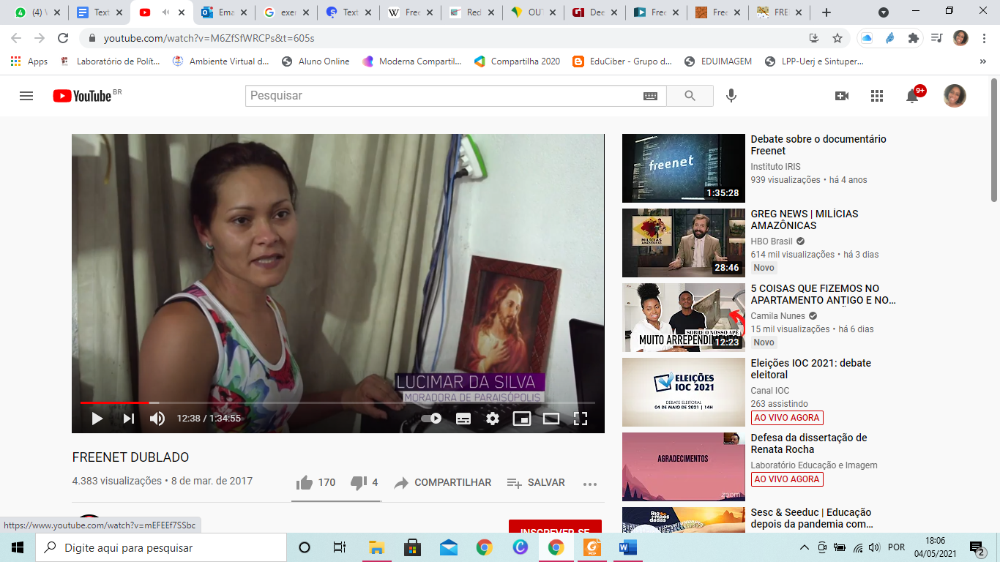 (4) V
Text
Ema
exer
Text
Free
Red
OUT
Dee
Free
Free
FRE
youtube.com/watch?v=M6ZfSfWRCPs&t=605s
Apps
Laboratório de Polít...
Ambiente Virtual d...
Aluno Online
Moderna Compartil...
Compartilha 2020
EduCiber - Grupo d...
EDUIMAGEM
LPP-Uerj e Sintuper...
»
YouTube BR
Pesquisar
9+
LUCIMAR DA SILVA
MORADORA DE PARAISÓPOLIS
12:38 / 1:34:55
FREENET DUBLADO
4.383 visualizações • 8 de mar. de 2017
170
4
COMPARTILHAR
SALVAR
INSCREVER-SE
freenet
1:35:28
Debate sobre o documentário
Freenet
Instituto IRIS
939 visualizações • há 4 anos
MILÍCIAS
AMAZÔNICAS
28:46
GREG NEWS | MILÍCIAS
AMAZÔNICAS
HBO Brasil
614 mil visualizações • há 3 dias
Novo
SOBRE O NOSSO APÊ
MUITO ARREPENDIMENTO
12:23
5 COISAS QUE FIZEMOS NO
APARTAMENTO ANTIGO E NO...
Camila Nunes
15 mil visualizações • há 6 dias
Novo
ELEIÇÕES
IOC 2021
DEBATE ELEITORAL
04 DE MAIO DE 2021 | 14H
Eleições IOC 2021: debate
eleitoral
Canal IOC
263 assistindo
AO VIVO AGORA
AGRADECIMENTOS
zoom
Defesa da dissertação de
Renata Rocha
Laboratório Educação e Imagem
AO VIVO AGORA
Sesc & Seeduc | Educação
depois da pandemia com...
https://www.youtube.com/watch?v=mEFEEf7SSbc
Digite aqui para pesquisar
POR
18:06
04/05/2021
2